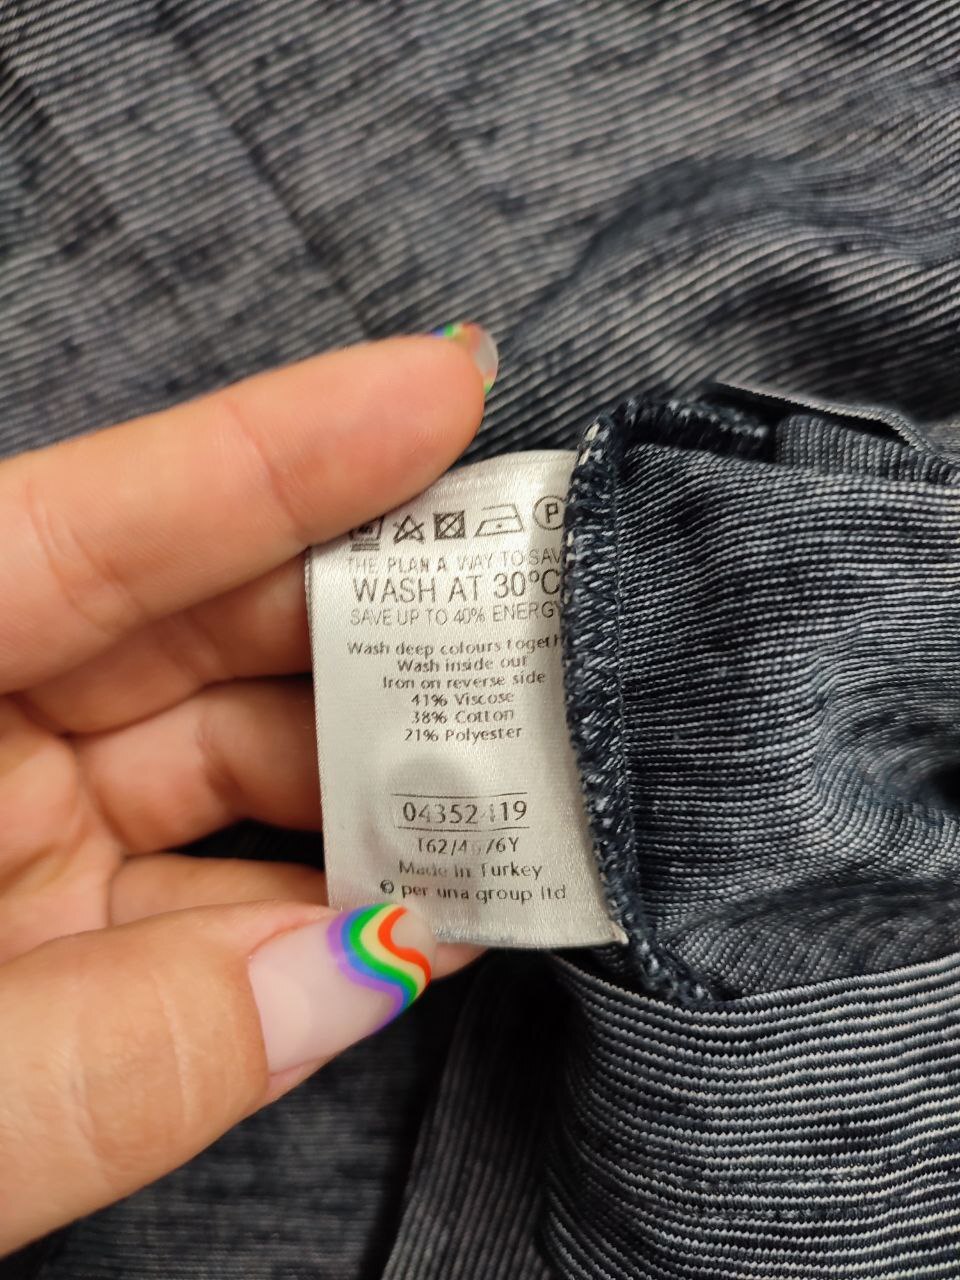 P
THE PLAN A WAY TO SAV
WASH AT 30°C
SAVE UP TO 40% ENERGY
Wash deep colours togeth
Wash inside out
Iron on reverse side
41% Viscose
38% Cotton
21% Polyester
T62/4 /6Y
Made in Turkey
© per una group ltd